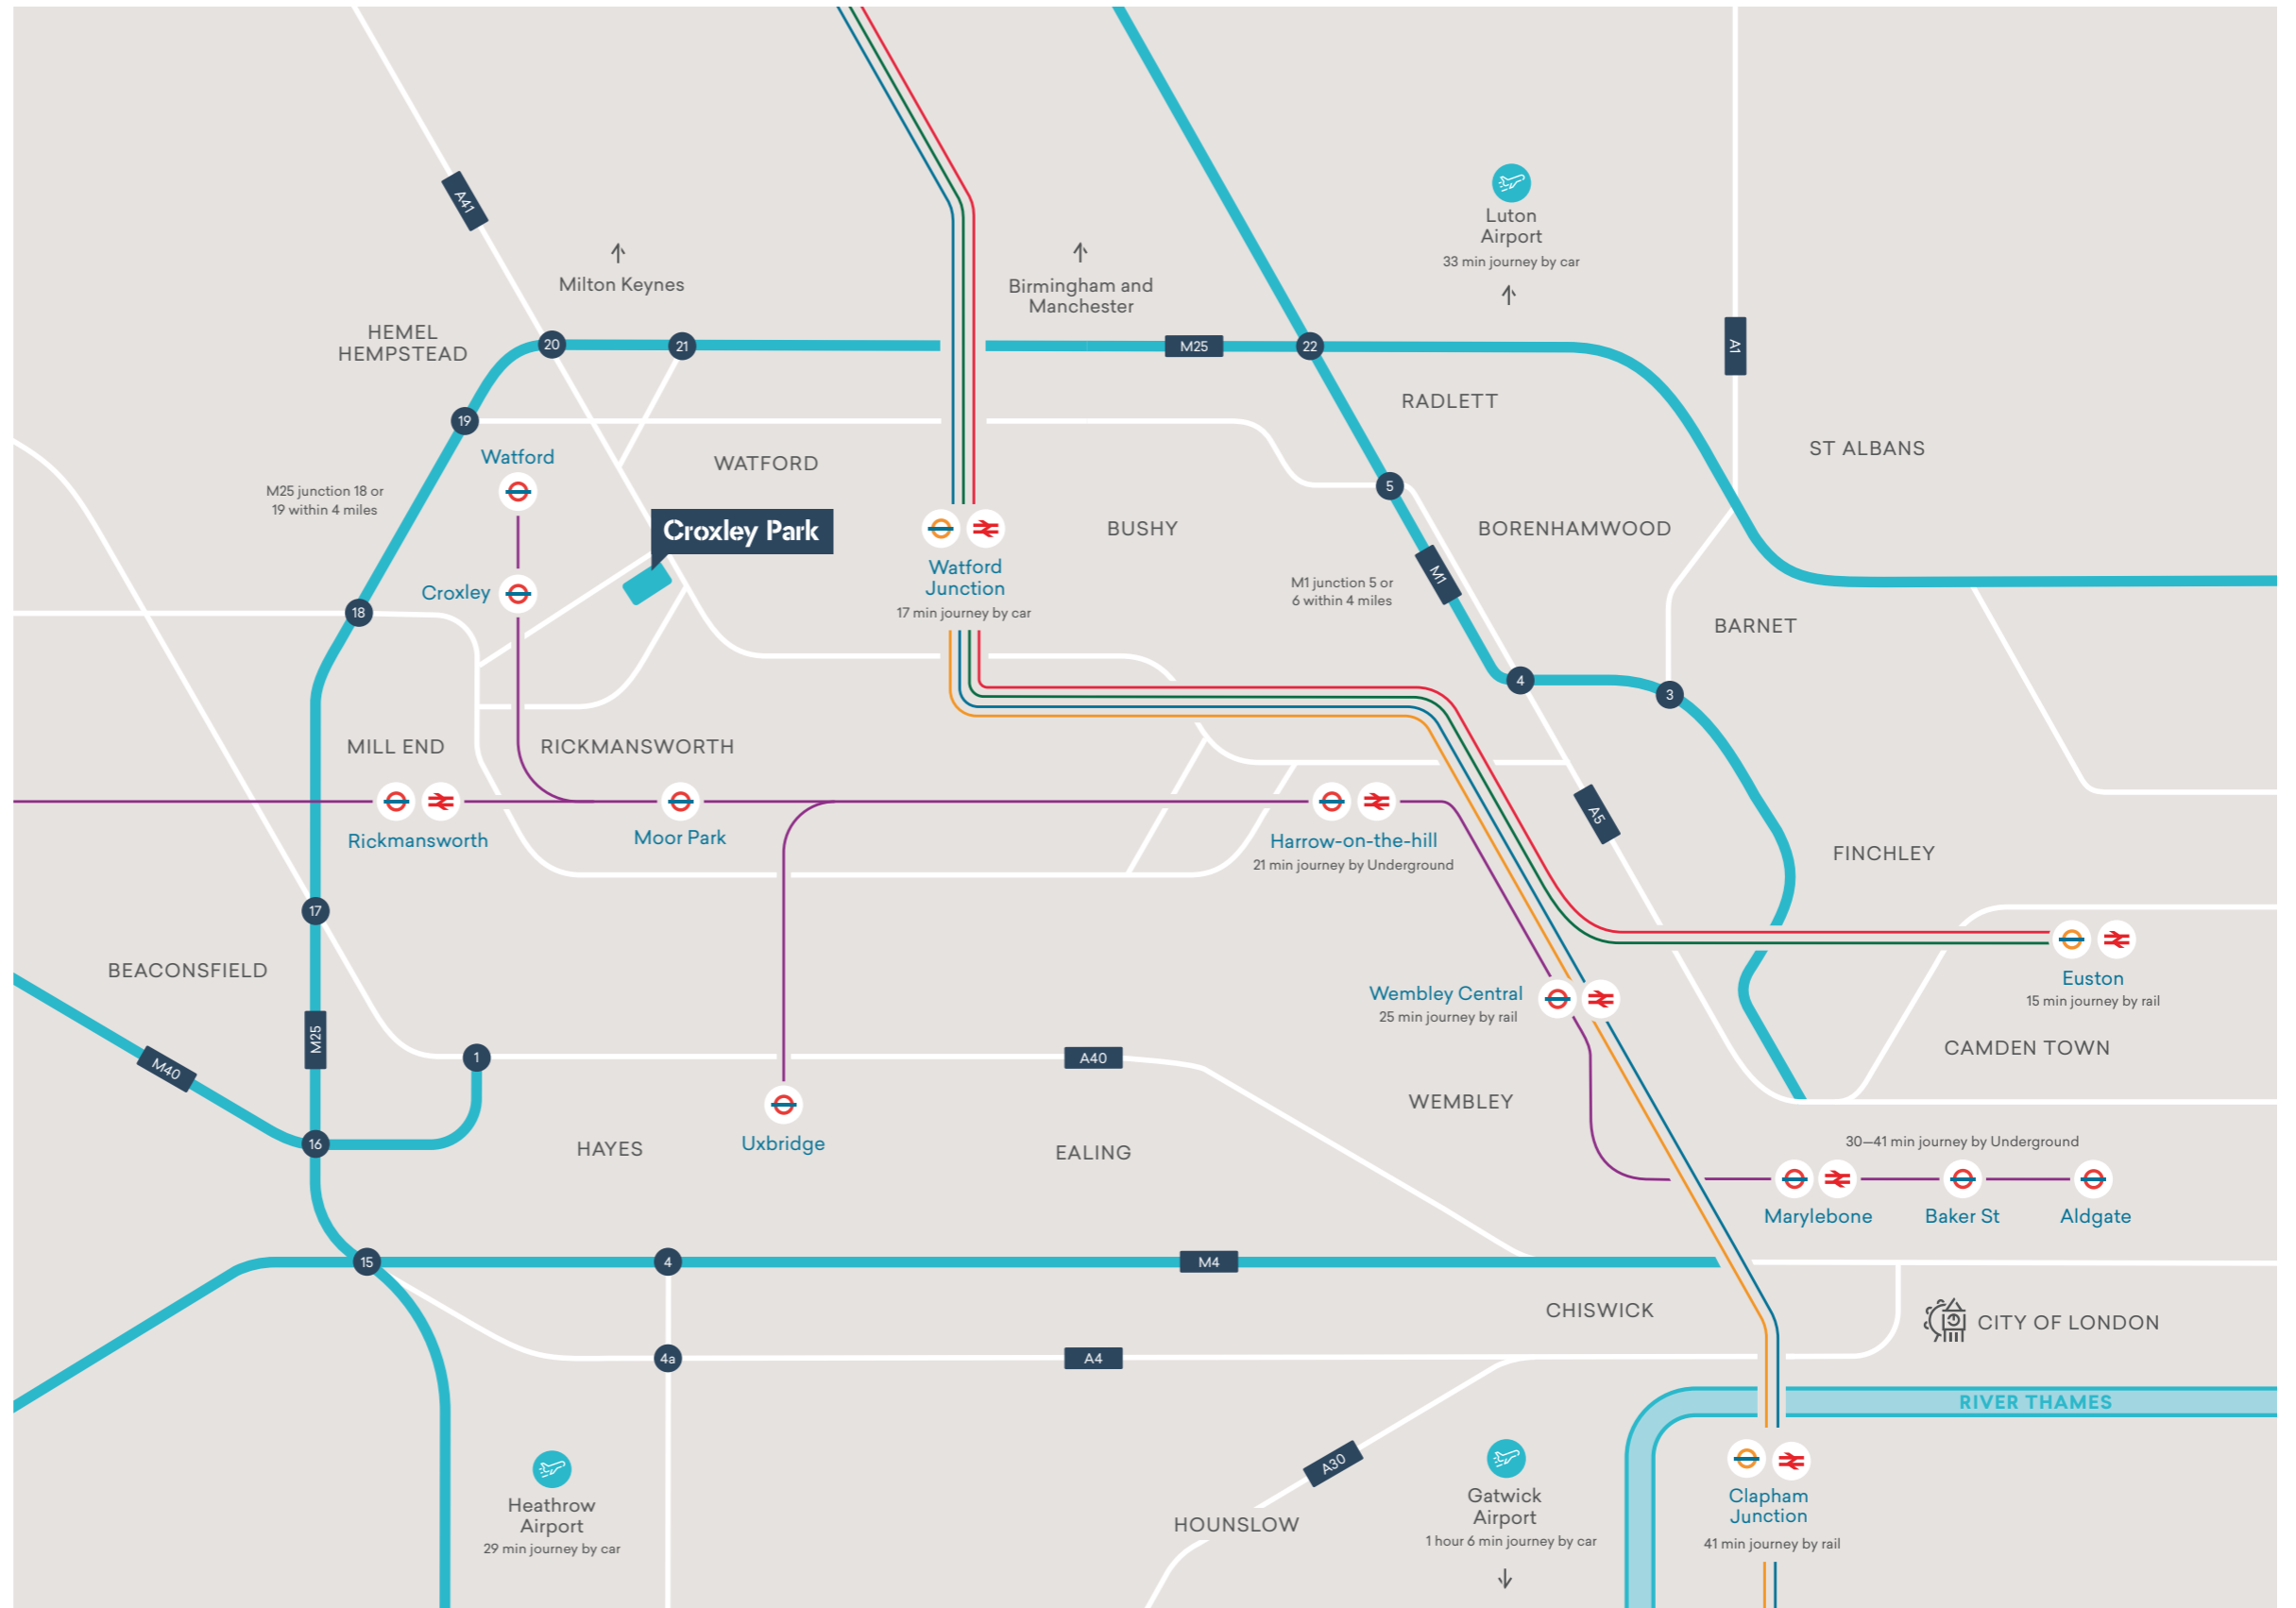 A41
Luton
Airport
33 min journey by car
Milton Keynes
Birmingham and
Manchester
HEMEL
HEMPSTEAD
20
21
M25
22
A1
RADLETT
19
ST ALBANS
Watford
WATFORD
M25 junction 18 or
19 within 4 miles
5
Croxley Park
BUSHY
BORENHAMWOOD
Watford
Junction
17 min journey by car
M1
M1 junction 5 or
6 within 4 miles
Croxley
18
BARNET
4
3
MILL END
RICKMANSWORTH
A5
Rickmansworth
Moor Park
Harrow-on-the-hill
21 min journey by Underground
FINCHLEY
17
BEACONSFIELD
Euston
15 min journey by rail
Wembley Central
25 min journey by rail
M25
M40
1
A40
CAMDEN TOWN
WEMBLEY
16
Uxbridge
HAYES
EALING
30–41 min journey by Underground
Marylebone
Baker St
Aldgate
15
4
M4
CHISWICK
CITY OF LONDON
4a
A4
RIVER THAMES
A30
Heathrow
Airport
29 min journey by car
HOUNSLOW
Gatwick
Airport
1 hour 6 min journey by car
Clapham
Junction
41 min journey by rail